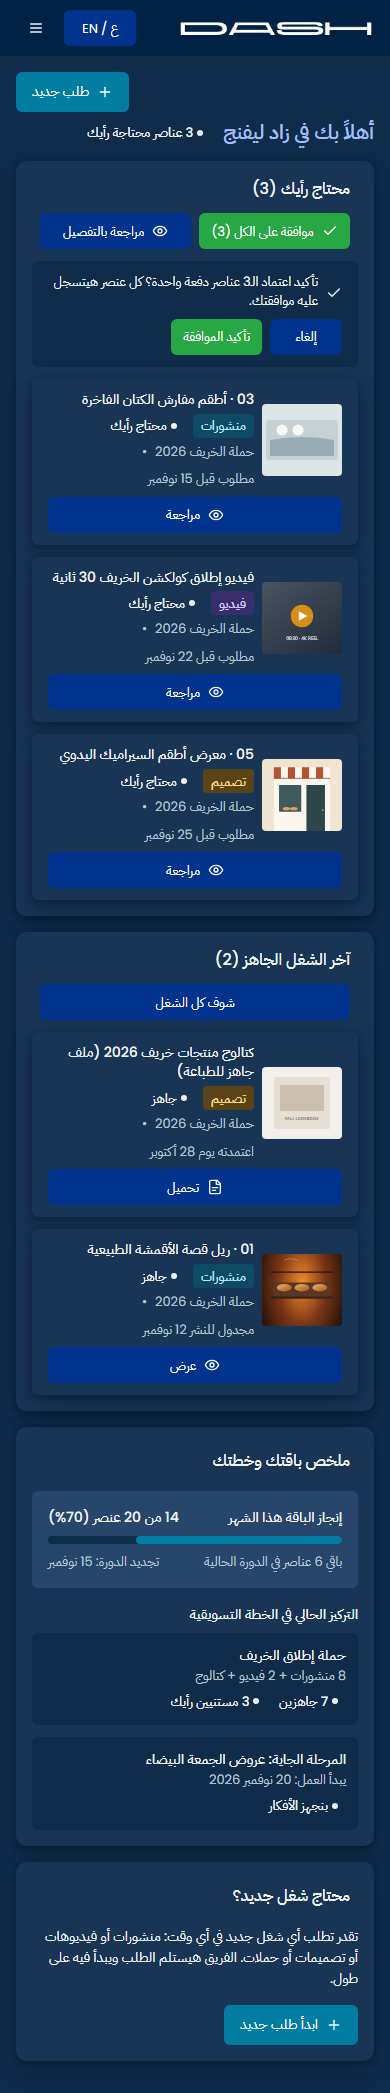 DASH
ع / EN
طلب جديد
أهلاً بك في زاد ليفنج
3 عناصر محتاجة رأيك
محتاج رأيك (3)
موافقة على الكل (3)
مراجعة بالتفصيل
تأكيد اعتماد الـ3 عناصر دفعة واحدة؟ كل عنصر هيتسجل
عليه موافقتك.
إلغاء
تأكيد الموافقة
03 · أطقم مفارش الكتان الفاخرة
منشورات
محتاج رأيك
حملة الخريف 2026 •
مطلوب قبل 15 نوفمبر
مراجعة
فيديو إطلاق كولكشن الخريف 30 ثانية
فيديو
محتاج رأيك
00:30 · 4K REEL
حملة الخريف 2026 •
مطلوب قبل 22 نوفمبر
مراجعة
05 · معرض أطقم السيراميك اليدوي
تصميم
محتاج رأيك
حملة الخريف 2026 •
مطلوب قبل 25 نوفمبر
مراجعة
آخر الشغل الجاهز (2)
شوف كل الشغل
كتالوج منتجات خريف 2026 (ملف
جاهز للطباعة)
تصميم
جاهز
FALL LOOKBOOK
حملة الخريف 2026 •
اعتمدته يوم 28 أكتوبر
تحميل
01 · ريل قصة الأقمشة الطبيعية
منشورات
جاهز
حملة الخريف 2026 •
مجدول للنشر 12 نوفمبر
عرض
ملخص باقتك وخطتك
إنجاز الباقة هذا الشهر
14 من 20 عنصر (70%)
باقي 6 عناصر في الدورة الحالية
تجديد الدورة: 15 نوفمبر
التركيز الحالي في الخطة التسويقية
حملة إطلاق الخريف
8 منشورات + 2 فيديو + كتالوج
7 جاهزين
3 مستنيين رأيك
المرحلة الجاية: عروض الجمعة البيضاء
يبدأ العمل: 20 نوفمبر 2026
بنجهز الأفكار
محتاج شغل جديد؟
تقدر تطلب أي شغل جديد في أي وقت: منشورات أو فيديوهات
أو تصميمات أو حملات. الفريق هيستلم الطلب ويبدأ فيه على
طول.
ابدأ طلب جديد